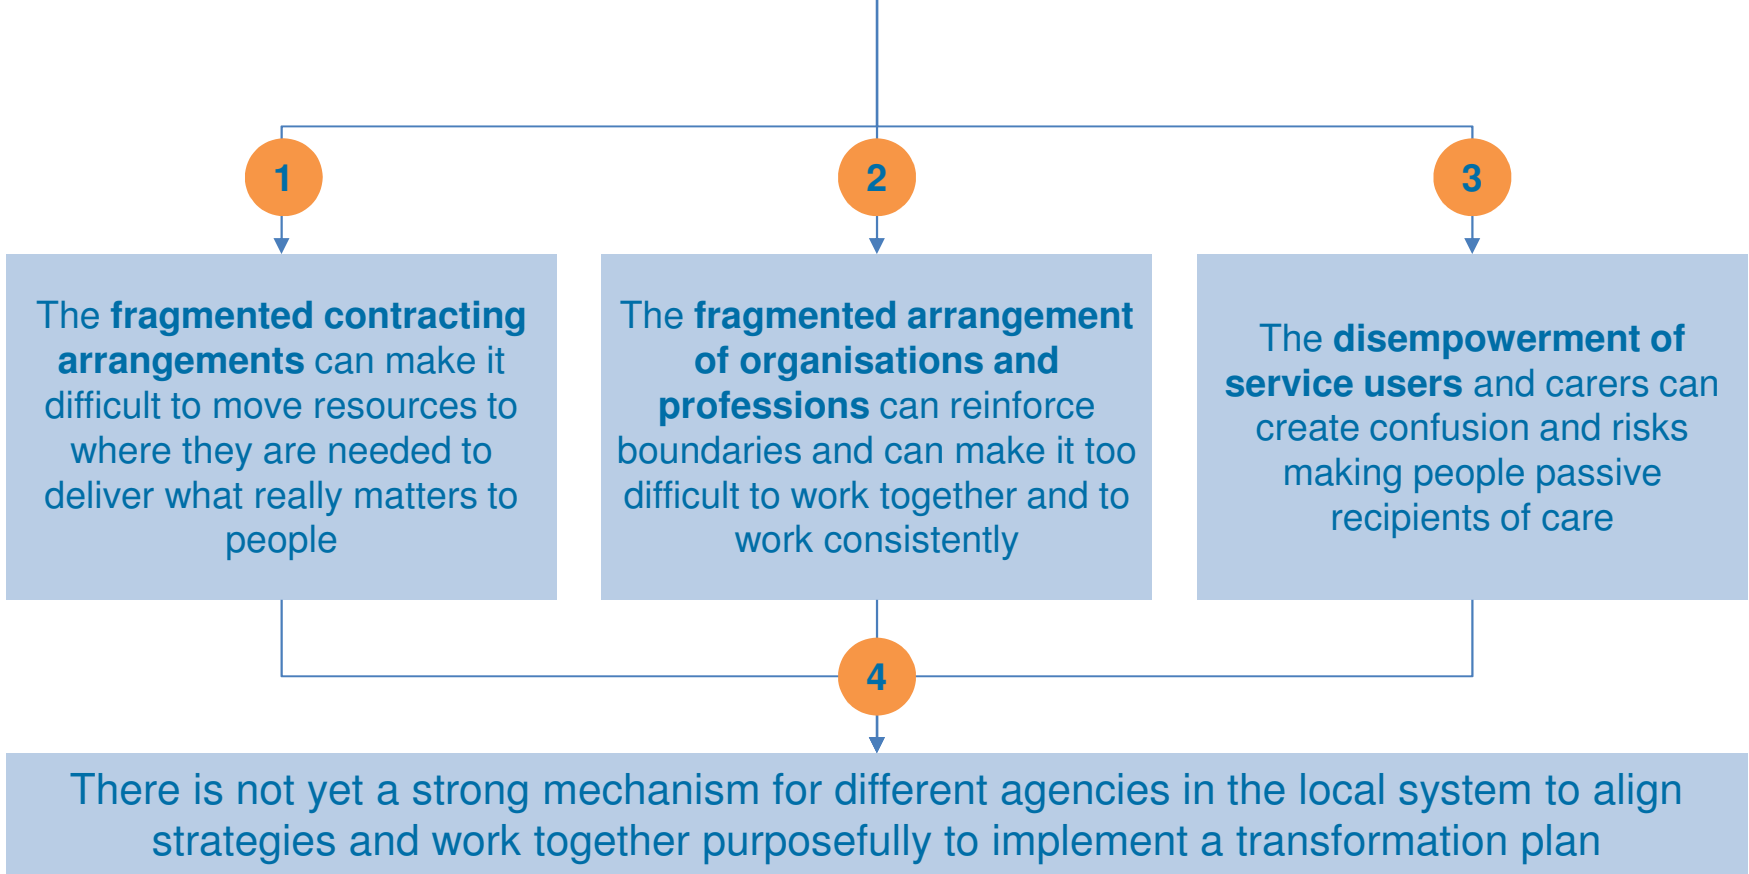 1
2
3
The fragmented contracting
arrangements can make it
difficult to move resources to
where they are needed to
deliver what really matters to
people
The fragmented arrangement
of organisations and
professions can reinforce
boundaries and can make it too
difficult to work together and to
work consistently
The disempowerment of
service users and carers can
create confusion and risks
making people passive
recipients of care
4
There is not yet a strong mechanism for different agencies in the local system to align
strategies and work together purposefully to implement a transformation plan